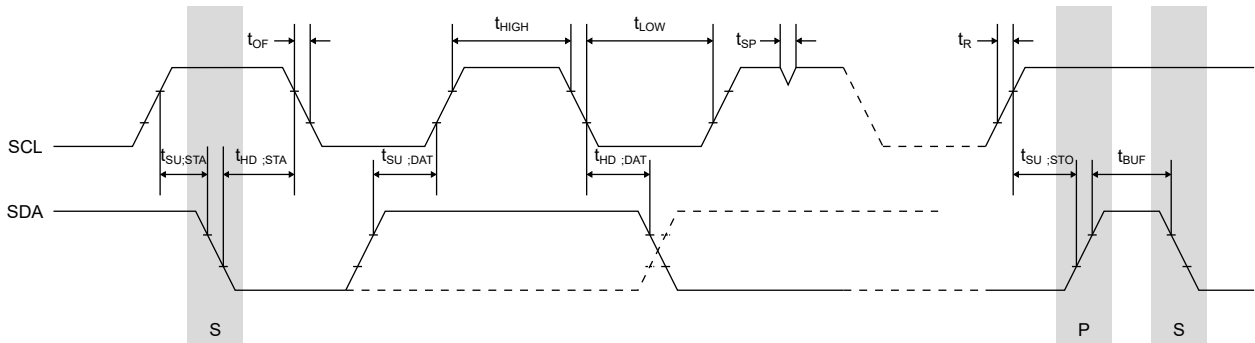 tOF
tHIGH
tLOW
tSP
tR
SCL
tSU;STA
tHD ;STA
tSU ;DAT
tHD ;DAT
tSU ;STO
tBUF
SDA
S
P
S